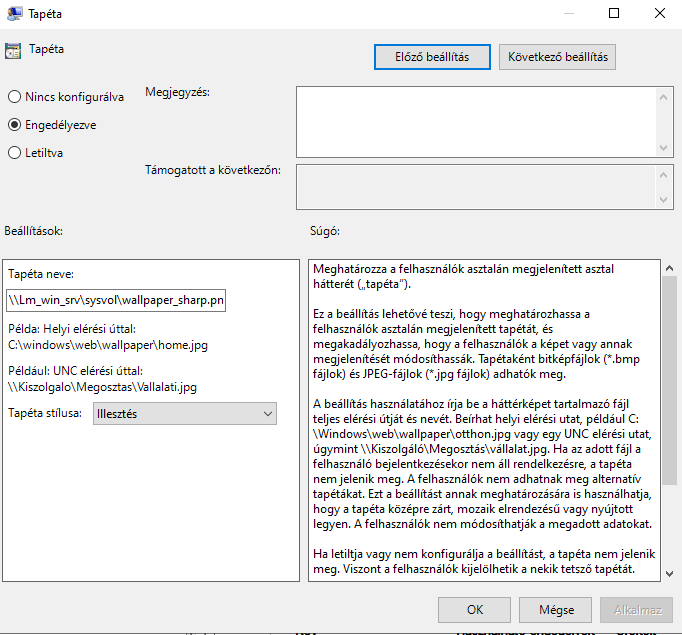 Tapéta
Tapéta
Előző beállítás
Következő beállítás
Nincs konfigurálva
Megjegyzés:
Engedélyezve
Letiltva
Támogatott a következőn:
Beállítások:
Súgó:
Tapéta neve:
\\Lm_win_srv\sysvol\wallpaper_sharp.pn
Példa: Helyi elérési úttal:
C:\windows\web\wallpaper\home.jpg
Például: UNC elérési úttal:
\\Kiszolgalo\Megosztas\Vallalati.jpg
Tapéta stílusa:
Illesztés
Meghatározza a felhasználók asztalán megjelenített asztal
hátterét („tapéta”).
Ez a beállítás lehetővé teszi, hogy meghatározhassa a
felhasználók asztalán megjelenített tapétát, és
megakadályozhassa, hogy a felhasználók a képet vagy annak
megjelenítését módosíthassák. Tapétaként bitképfájlok (*.bmp
fájlok) és JPEG-fájlok (*.jpg fájlok) adhatók meg.
A beállítás használatához írja be a háttérképet tartalmazó fájl
teljes elérési útját és nevét. Beírhat helyi elérési utat, például C:
\Windows\web\wallpaper\otthon.jpg vagy egy UNC elérési utat,
úgymint \\Kiszolgáló\Megosztás\vállalat.jpg. Ha az adott fájl a
felhasználó bejelentkezésekor nem áll rendelkezésre, a tapéta
nem jelenik meg. A felhasználók nem adhatnak meg alternatív
tapétákat. Ezt a beállítást annak meghatározására is használhatja,
hogy a tapéta középre zárt, mozaik elrendezésű vagy nyújtott
legyen. A felhasználók nem módosíthatják a megadott adatokat.
Ha letiltja vagy nem konfigurálja a beállítást, a tapéta nem jelenik
meg. Viszont a felhasználók kijelölhetik a nekik tetsző tapétát.
OK
Mégse
Alkalmaz